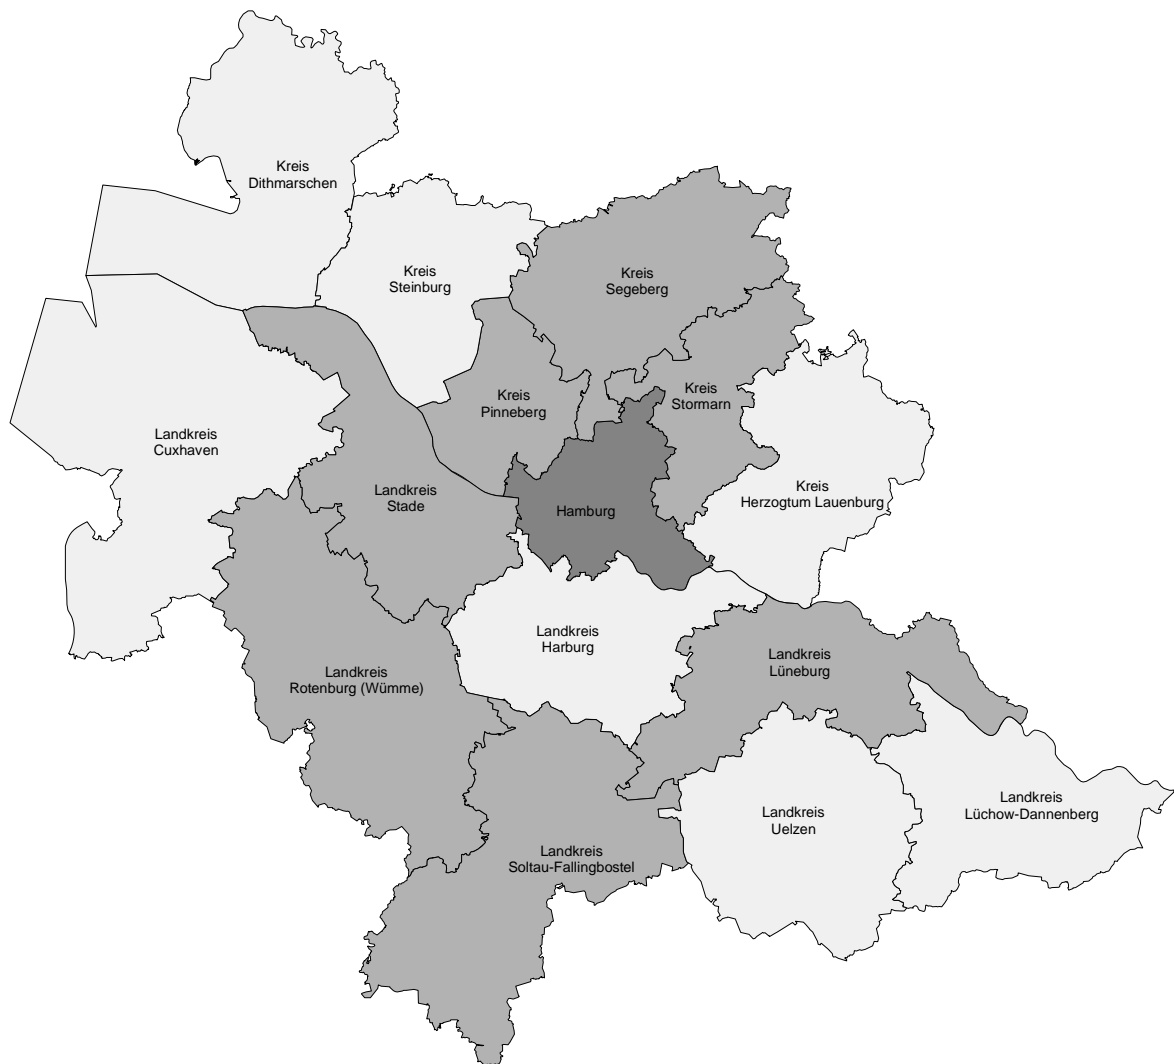 Kreis
Dithmarschen
Kreis
Steinburg
Kreis
Segeberg
Kreis
Pinneberg
Kreis
Stormarn
Landkreis
Cuxhaven
Landkreis
Stade
Hamburg
Kreis
Herzogtum Lauenburg
Landkreis
Harburg
Landkreis
Rotenburg (Wümme)
Landkreis
Lüneburg
Landkreis
Uelzen
Landkreis
Lüchow-Dannenberg
Landkreis
Soltau-Fallingbostel